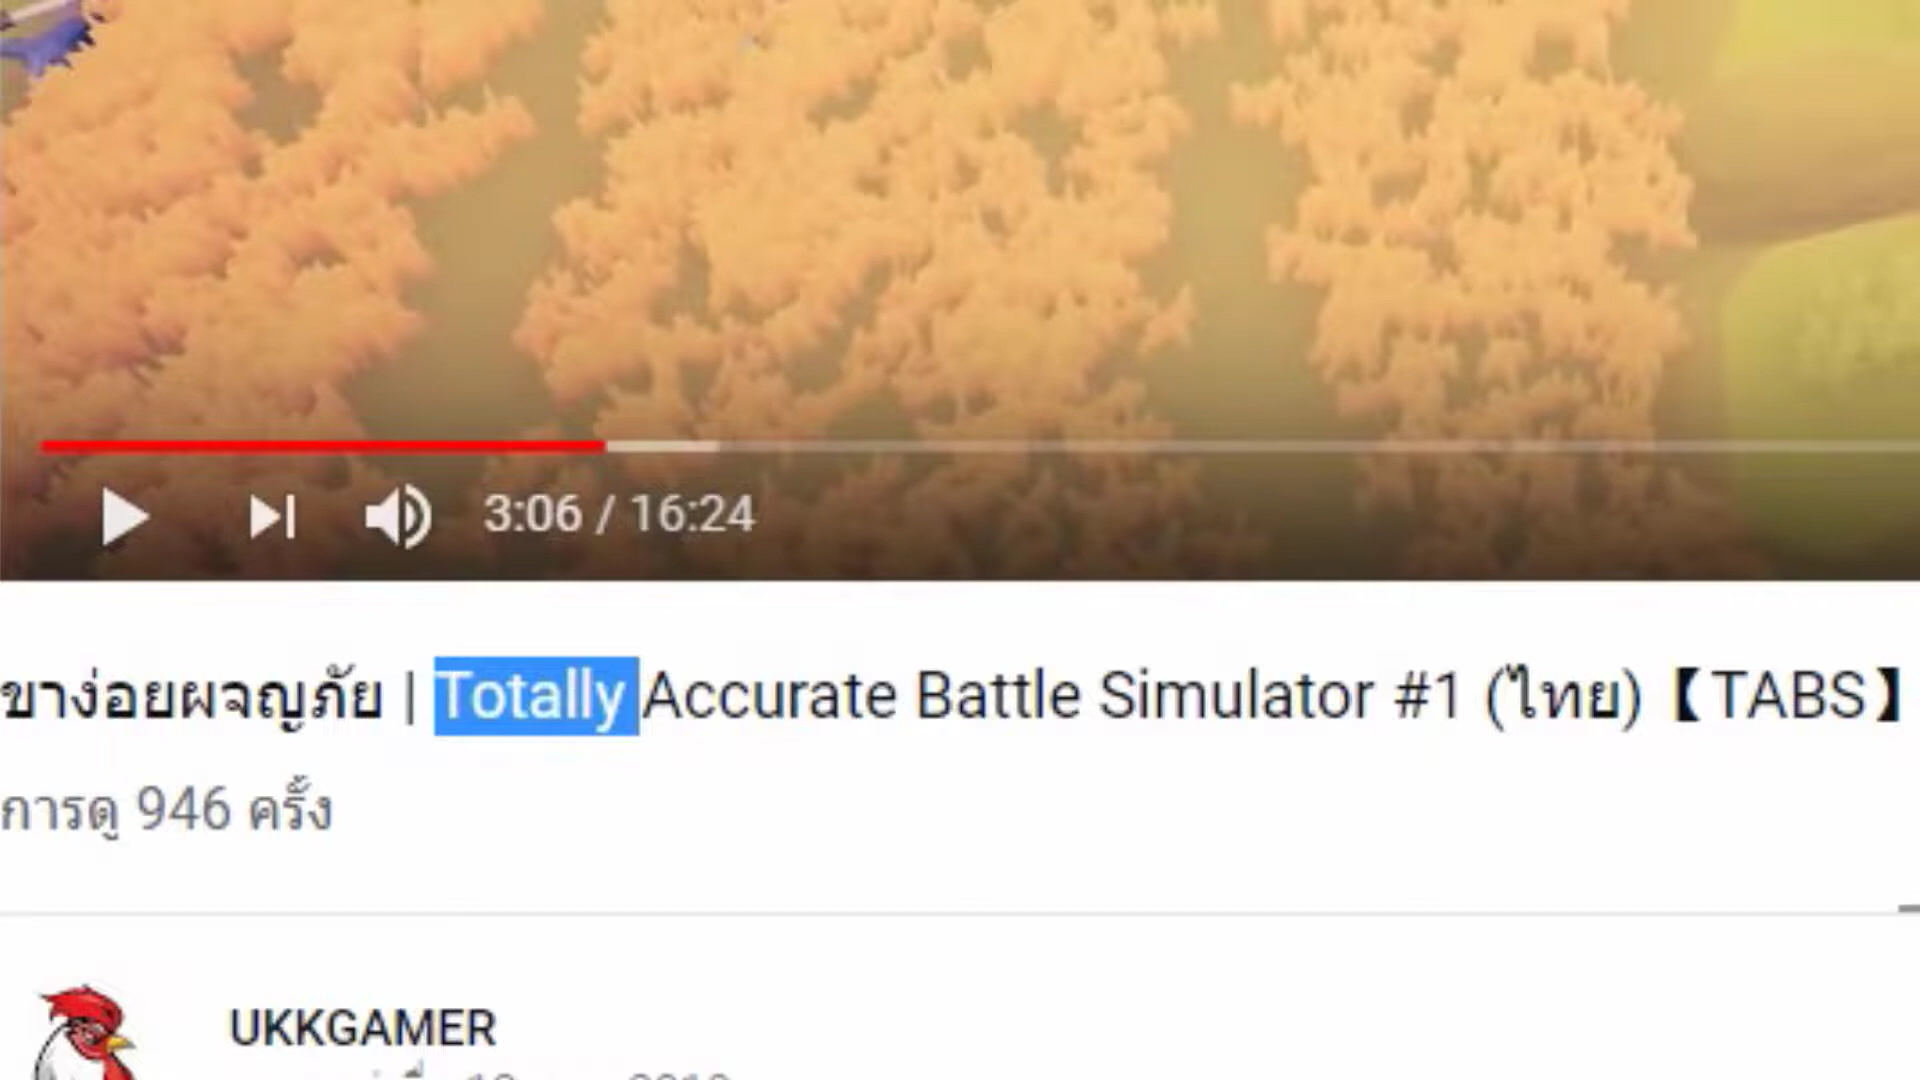 3:06 / 16:24
ขาง่อยผจญภัย | Totally Accurate Battle Simulator #1 (ไทย)【TABS】
การดู 946 ครั้ง
UKKGAMER